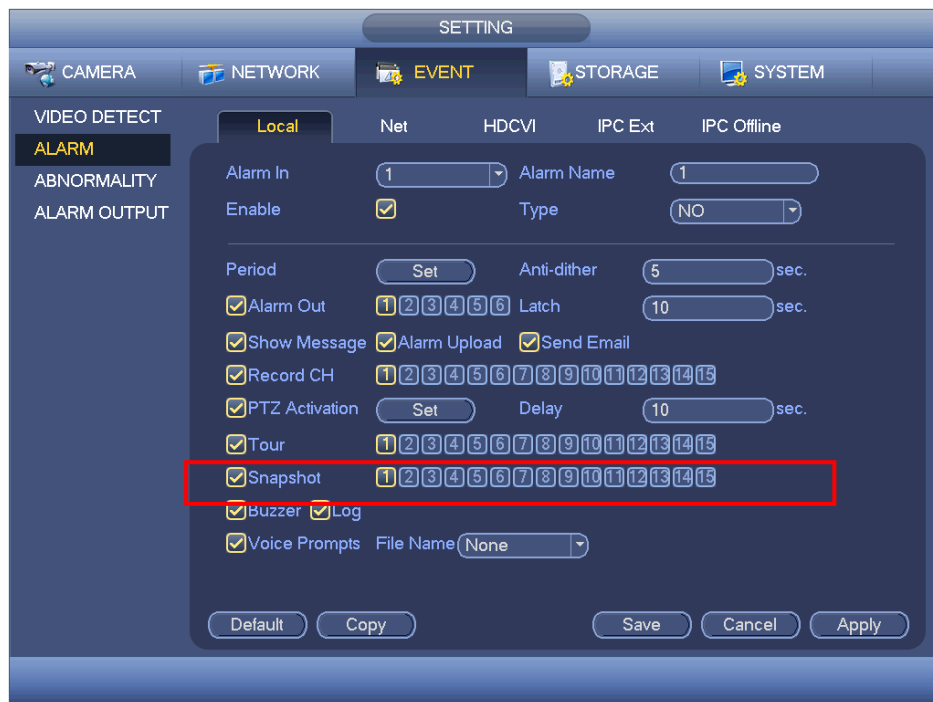 SETTING
CAMERA NETWORK EVENT STORAGE SYSTEM
VIDEO DETECT
ALARM
ABNORMALITY
ALARM OUTPUT
Local Net HDCVI IPC Ext IPC Offline
Alarm In 1 Alarm Name 1
Enable Type NO
Period Set Anti-dither 5 sec.
Alarm Out 1 2 3 4 5 6 Latch 10 sec.
Show Message Alarm Upload Send Email
Record CH 1 2 3 4 5 6 7 8 9 10 11 12 13 14 15
PTZ Activation Set Delay 10 sec.
Tour 1 2 3 4 5 6 7 8 9 10 11 12 13 14 15
Snapshot 1 2 3 4 5 6 7 8 9 10 11 12 13 14 15
Buzzer Log
Voice Prompts File Name None
Default Copy Save Cancel Apply